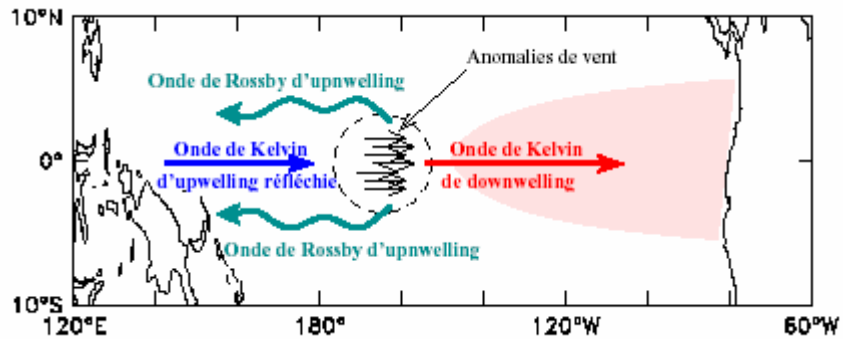 10°N
Anomalies de vent
Onde de Rossby d'upnwelling
Onde de Kelvin
d'upwelling réfléchie
Onde de Kelvin
de downwelling
0°
Onde de Rossby d'upnwelling
10°S
120°E
180°
120°W
60°W